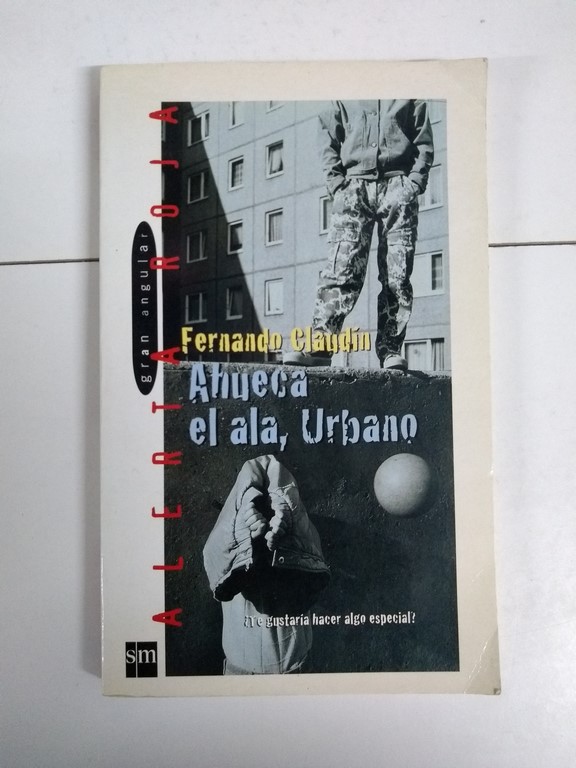 ALERTA ROJA
gran angular
Fernando Claudín
Ahueca
el ala, Urbano
¿Te gustaría hacer algo especial?
sm